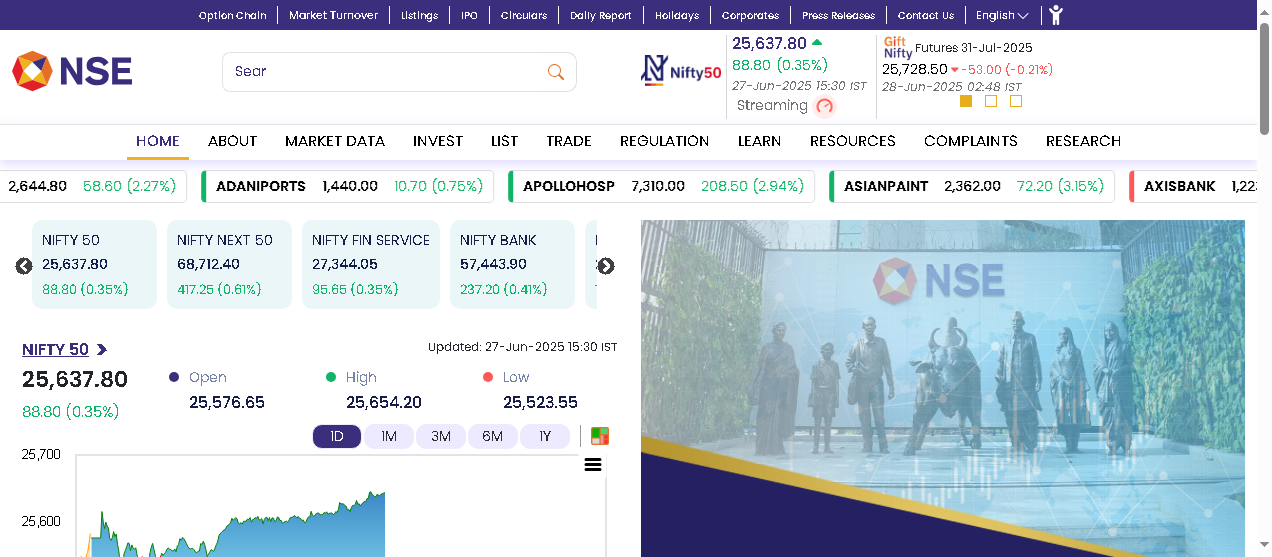 Option Chain
Market Turnover
Listings
IPO
Circulars
Daily Report
Holidays
Corporates
Press Releases
Contact Us
English
NSE
Sear
Nifty50
25,637.80
88.80 (0.35%)
27-Jun-2025 15:30 IST
Streaming
Gift Nifty Futures 31-Jul-2025
25,728.50 -53.00 (-0.21%)
28-Jun-2025 02:48 IST
HOME
ABOUT
MARKET DATA
INVEST
LIST
TRADE
REGULATION
LEARN
RESOURCES
COMPLAINTS
RESEARCH
2,644.80 58.60 (2.27%)
ADANIPORTS 1,440.00 10.70 (0.75%)
APOLLOHOSP 7,310.00 208.50 (2.94%)
ASIANPAINT 2,362.00 72.20 (3.15%)
AXISBANK
NIFTY 50
25,637.80
88.80 (0.35%)
NIFTY NEXT 50
68,712.40
417.25 (0.61%)
NIFTY FIN SERVICE
27,344.05
95.65 (0.35%)
NIFTY BANK
57,443.90
237.20 (0.41%)
NSE
NIFTY 50
Updated: 27-Jun-2025 15:30 IST
25,637.80
88.80 (0.35%)
Open
25,576.65
High
25,654.20
Low
25,523.55
1D
1M
3M
6M
1Y
25,700
25,600